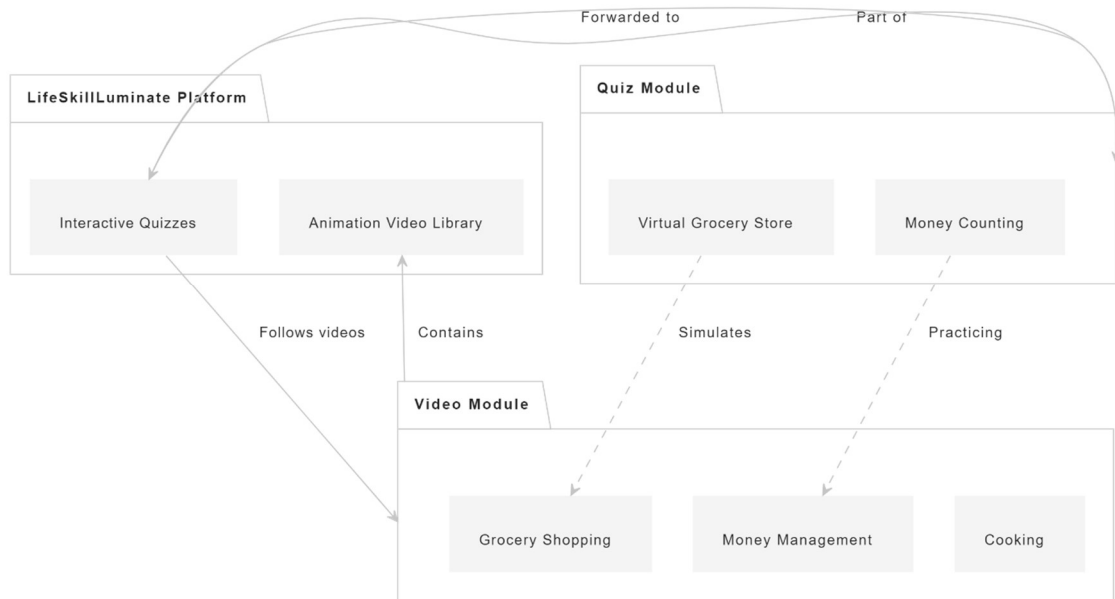 Forwarded to
Part of
LifeSkillLuminate Platform
Quiz Module
Interactive Quizzes
Animation Video Library
Virtual Grocery Store
Money Counting
Follows videos
Contains
Simulates
Practicing
Video Module
Grocery Shopping
Money Management
Cooking